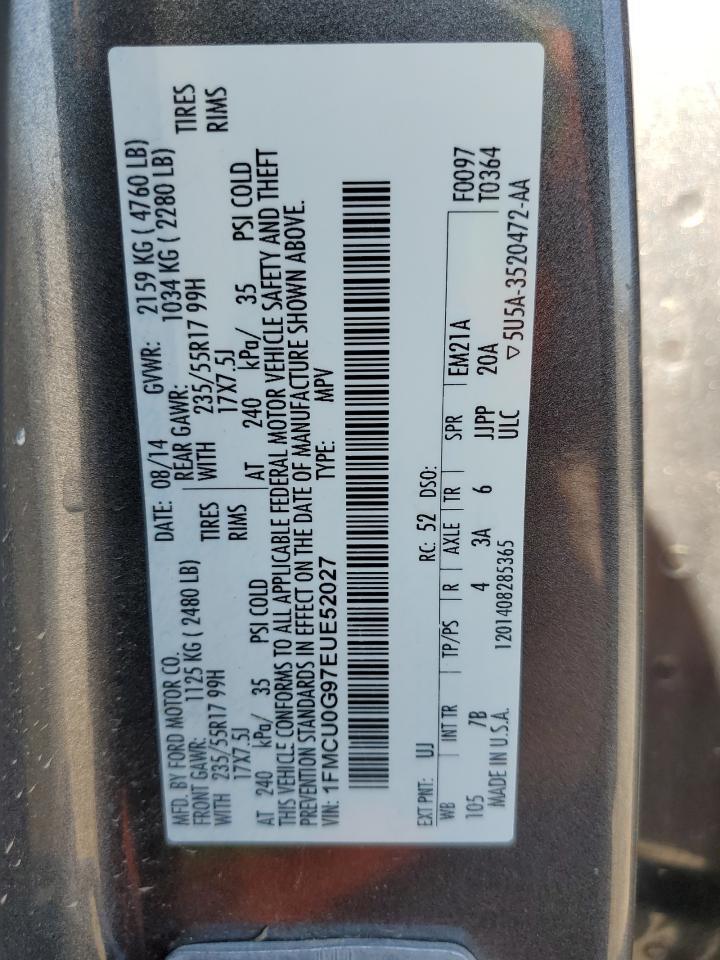 MFD. BY FORD MOTOR CO. DATE: 08/14 GVWR: 2159 KG ( 4760 LB)
FRONT GAWR: 1125 KG ( 2480 LB) REAR GAWR: 1034 KG ( 2280 LB)
WITH 235/55R17 99H TIRES WITH 235/55R17 99H TIRES
17X7.5J RIMS 17X7.5J RIMS
AT 240 kPa/ 35 PSI COLD AT 240 kPa/ 35 PSI COLD
THIS VEHICLE CONFORMS TO ALL APPLICABLE FEDERAL MOTOR VEHICLE SAFETY AND THEFT
PREVENTION STANDARDS IN EFFECT ON THE DATE OF MANUFACTURE SHOWN ABOVE.
VIN: 1FMCU0G97EUE52027 TYPE: MPV
EXT PNT: UJ RC: 52 DSO:
WB INT TR TP/PS R AXLE TR SPR EM21A F0097
105 7B 4 3A 6 JJPP 20A T0364
MADE IN U.S.A. 1201408285365 ULC ▽5U5A-3520472-AA